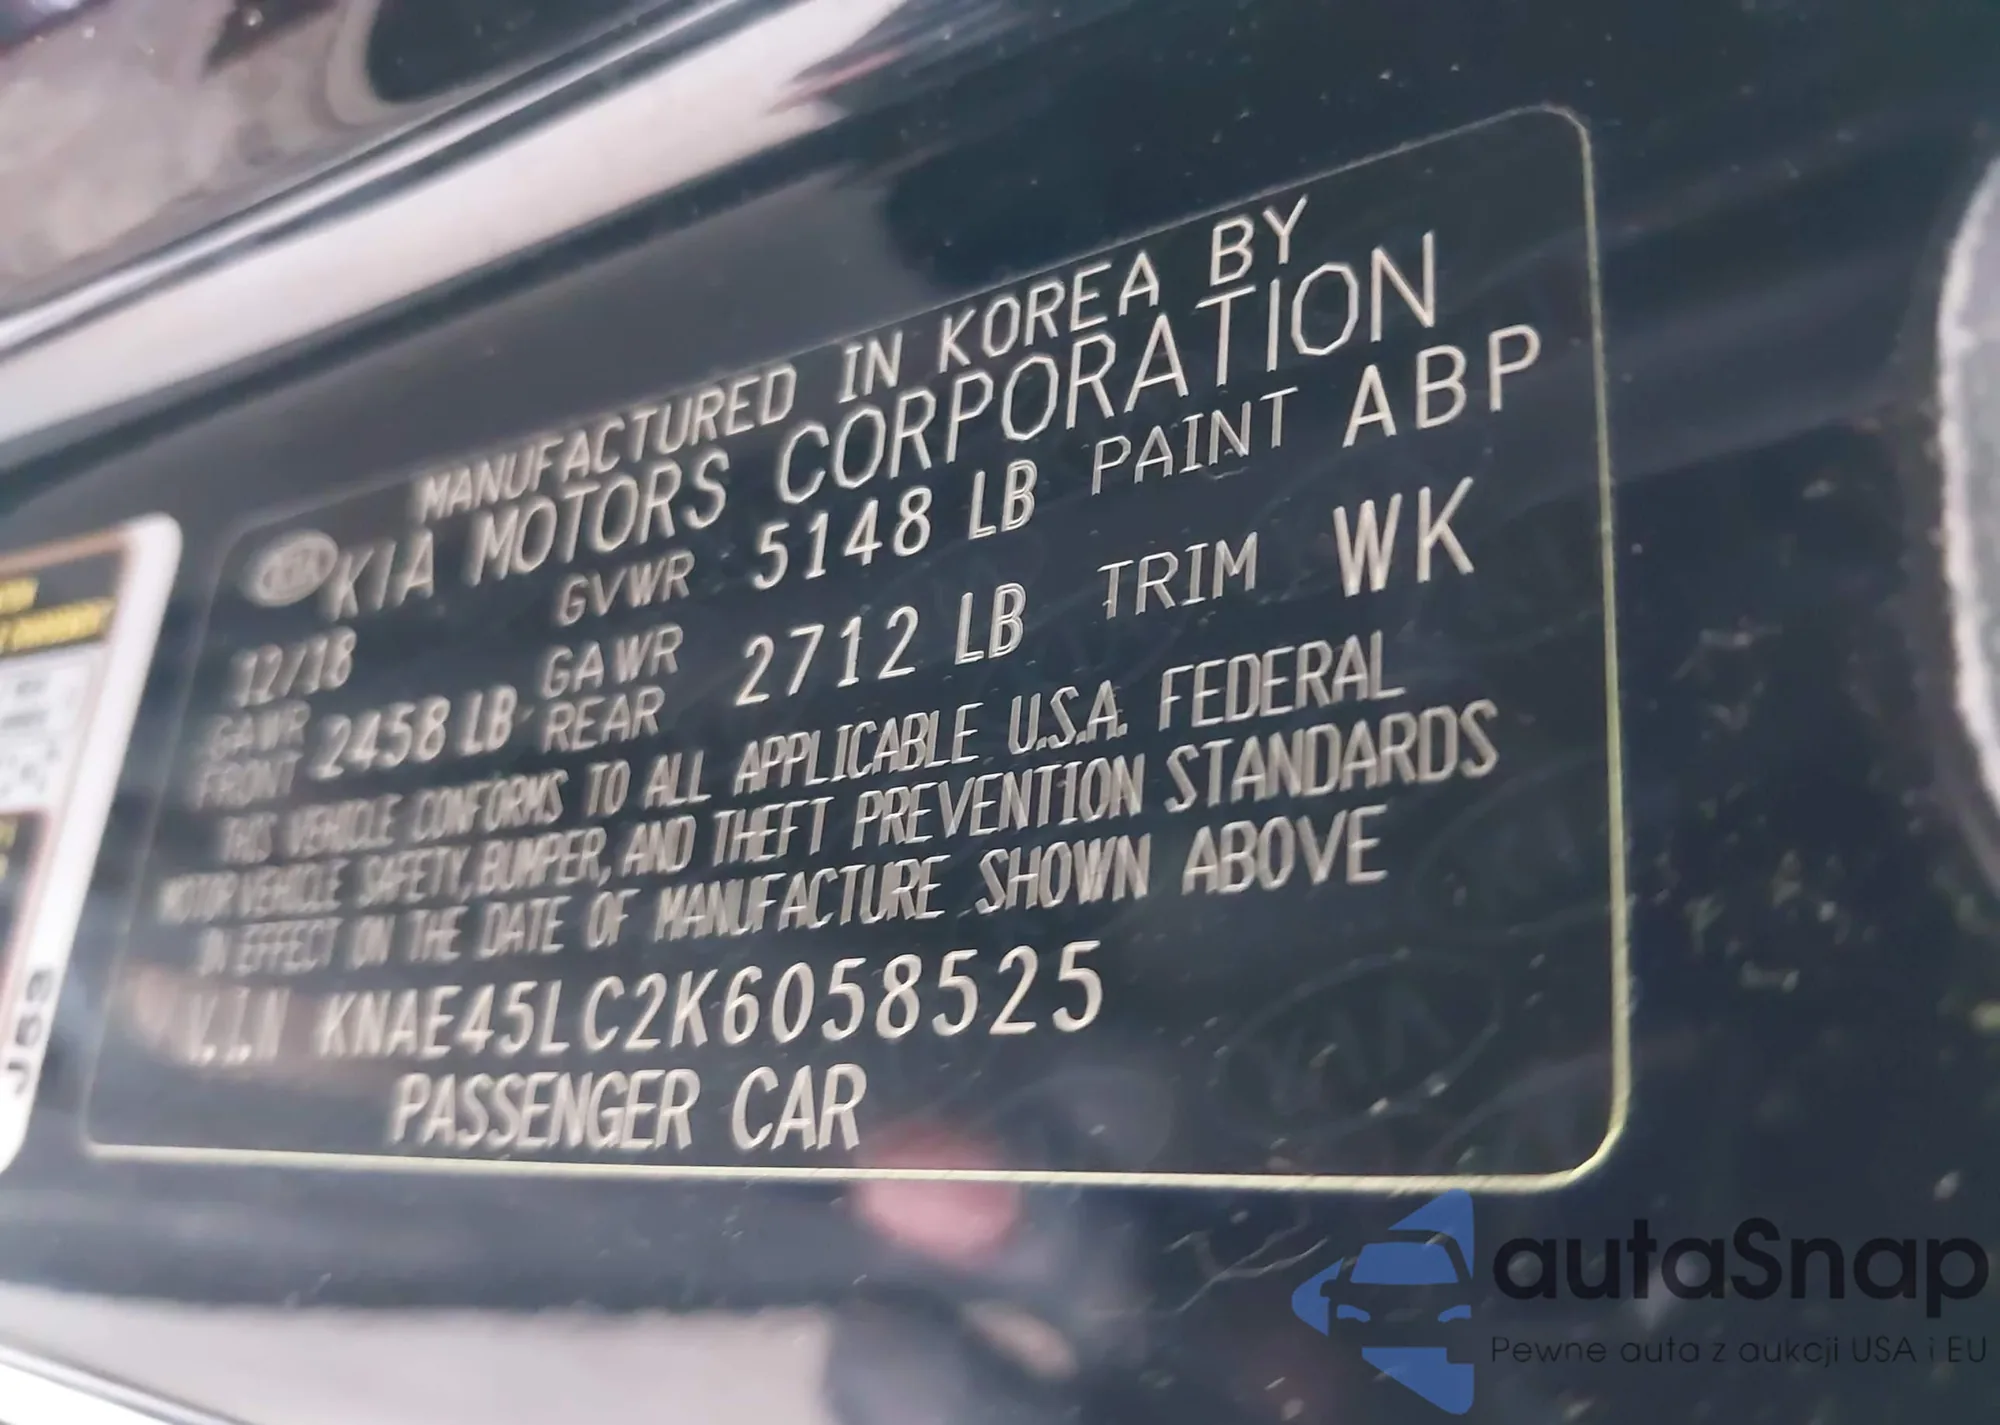 MANUFACTURED IN KOREA BY
KIA KIA MOTORS CORPORATION
12/18 GVWR 5148 LB PAINT ABP
GAWR FRONT 2458 LB GAWR REAR 2712 LB TRIM WK
THIS VEHICLE CONFORMS TO ALL APPLICABLE U.S.A. FEDERAL
MOTOR VEHICLE SAFETY, BUMPER, AND THEFT PREVENTION STANDARDS
IN EFFECT ON THE DATE OF MANUFACTURE SHOWN ABOVE
V.I.N KNAE45LC2K6058525
PASSENGER CAR
autaSnap
Pewne auta z aukcji USA i EU